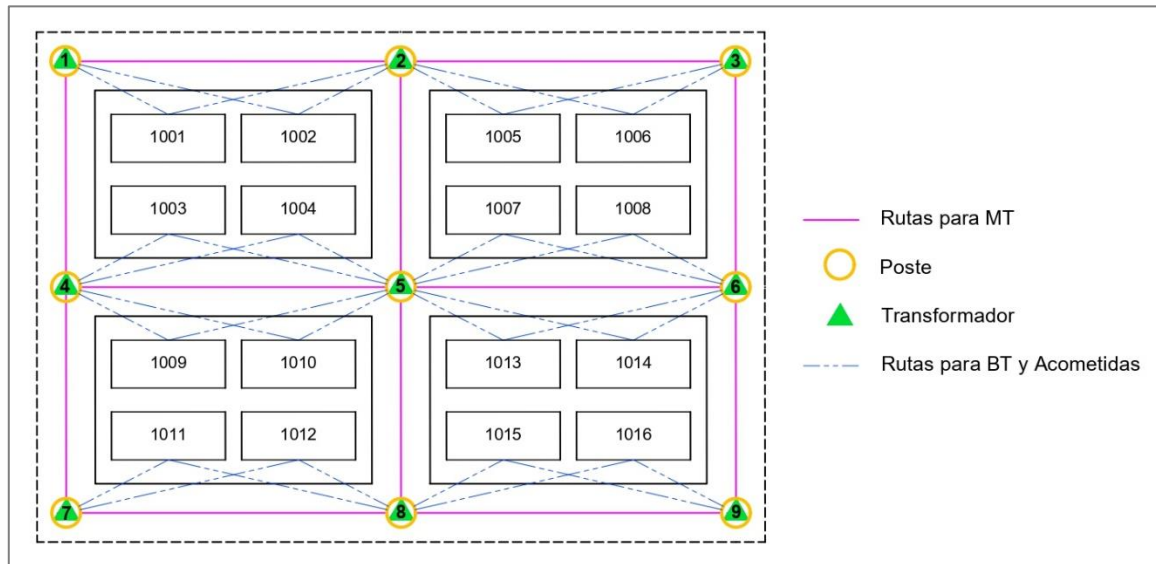 1 2 3
1001 1002 1005 1006
1003 1004 1007 1008
4 5 6
1009 1010 1013 1014
1011 1012 1015 1016
7 8 9
Rutas para MT
Poste
Transformador
Rutas para BT y Acometidas